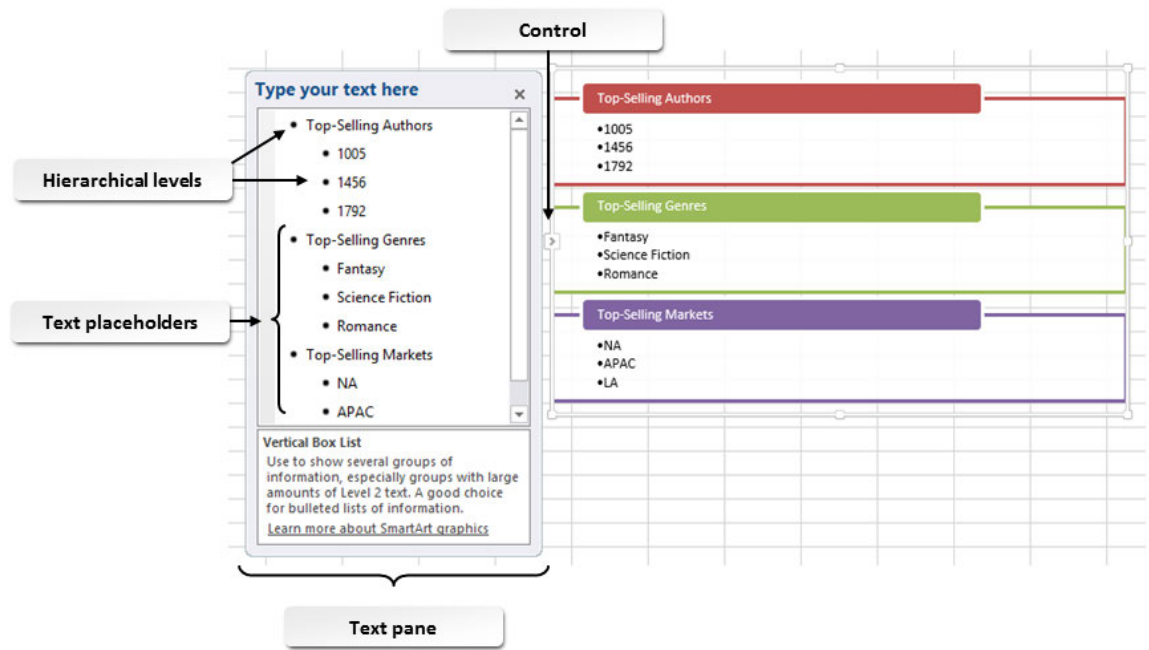 Control
Type your text here
Top-Selling Authors
1005
1456
1792
Top-Selling Genres
Fantasy
Science Fiction
Romance
Top-Selling Markets
NA
APAC
Vertical Box List
Use to show several groups of
information, especially groups with large
amounts of Level 2 text. A good choice
for bulleted lists of information.
Learn more about SmartArt graphics
Hierarchical levels
Text placeholders
Text pane
Top-Selling Authors
•1005
•1456
•1792
Top-Selling Genres
•Fantasy
•Science Fiction
•Romance
Top-Selling Markets
•NA
•APAC
•LA